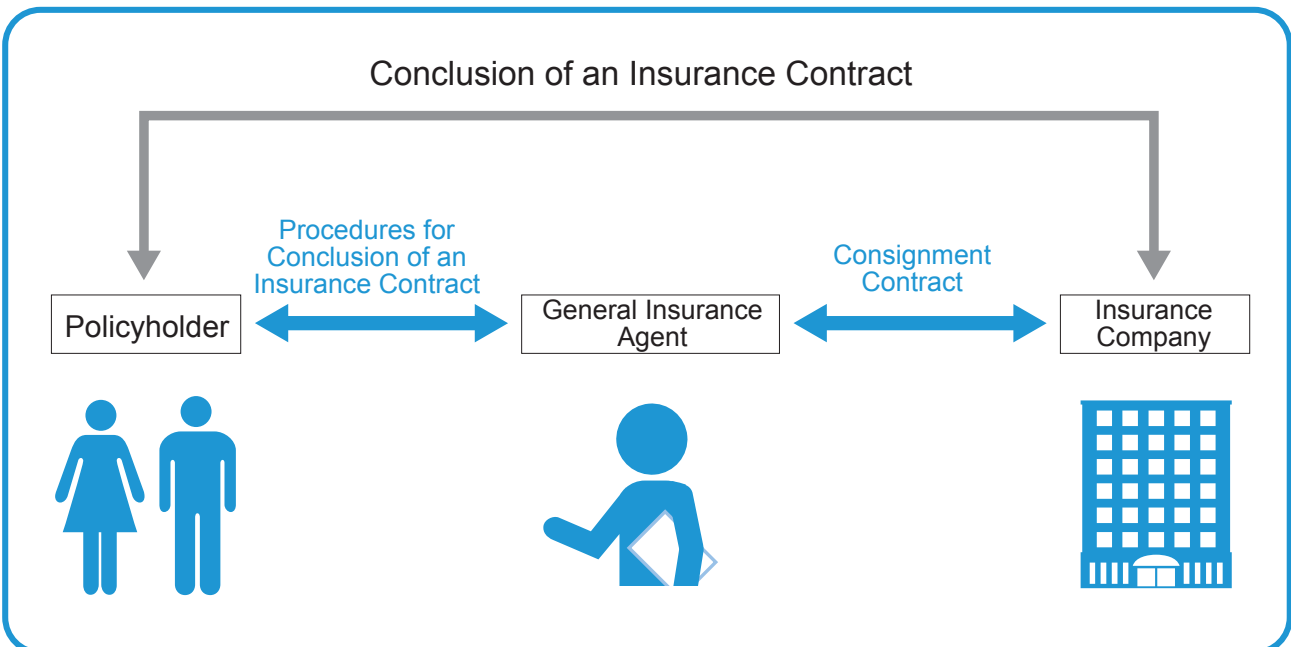 Conclusion of an Insurance Contract
Procedures for
Conclusion of an
Insurance Contract
Consignment
Contract
Policyholder
General Insurance
Agent
Insurance
Company